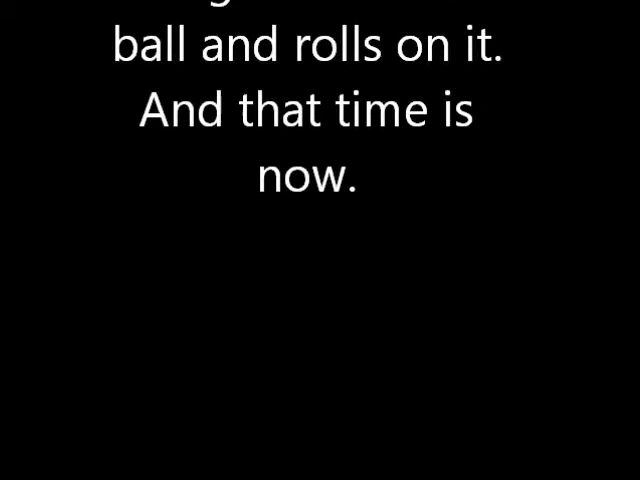 ball and rolls on it.
And that time is
now.